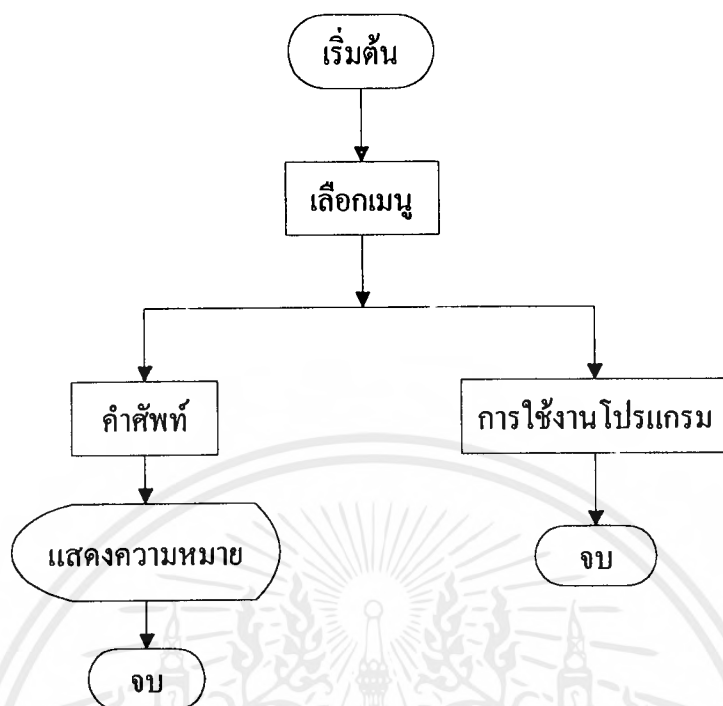 เริ่มต้น
เลือกเมนู
คำศัพท์
การใช้งานโปรแกรม
แสดงความหมาย
จบ
จบ